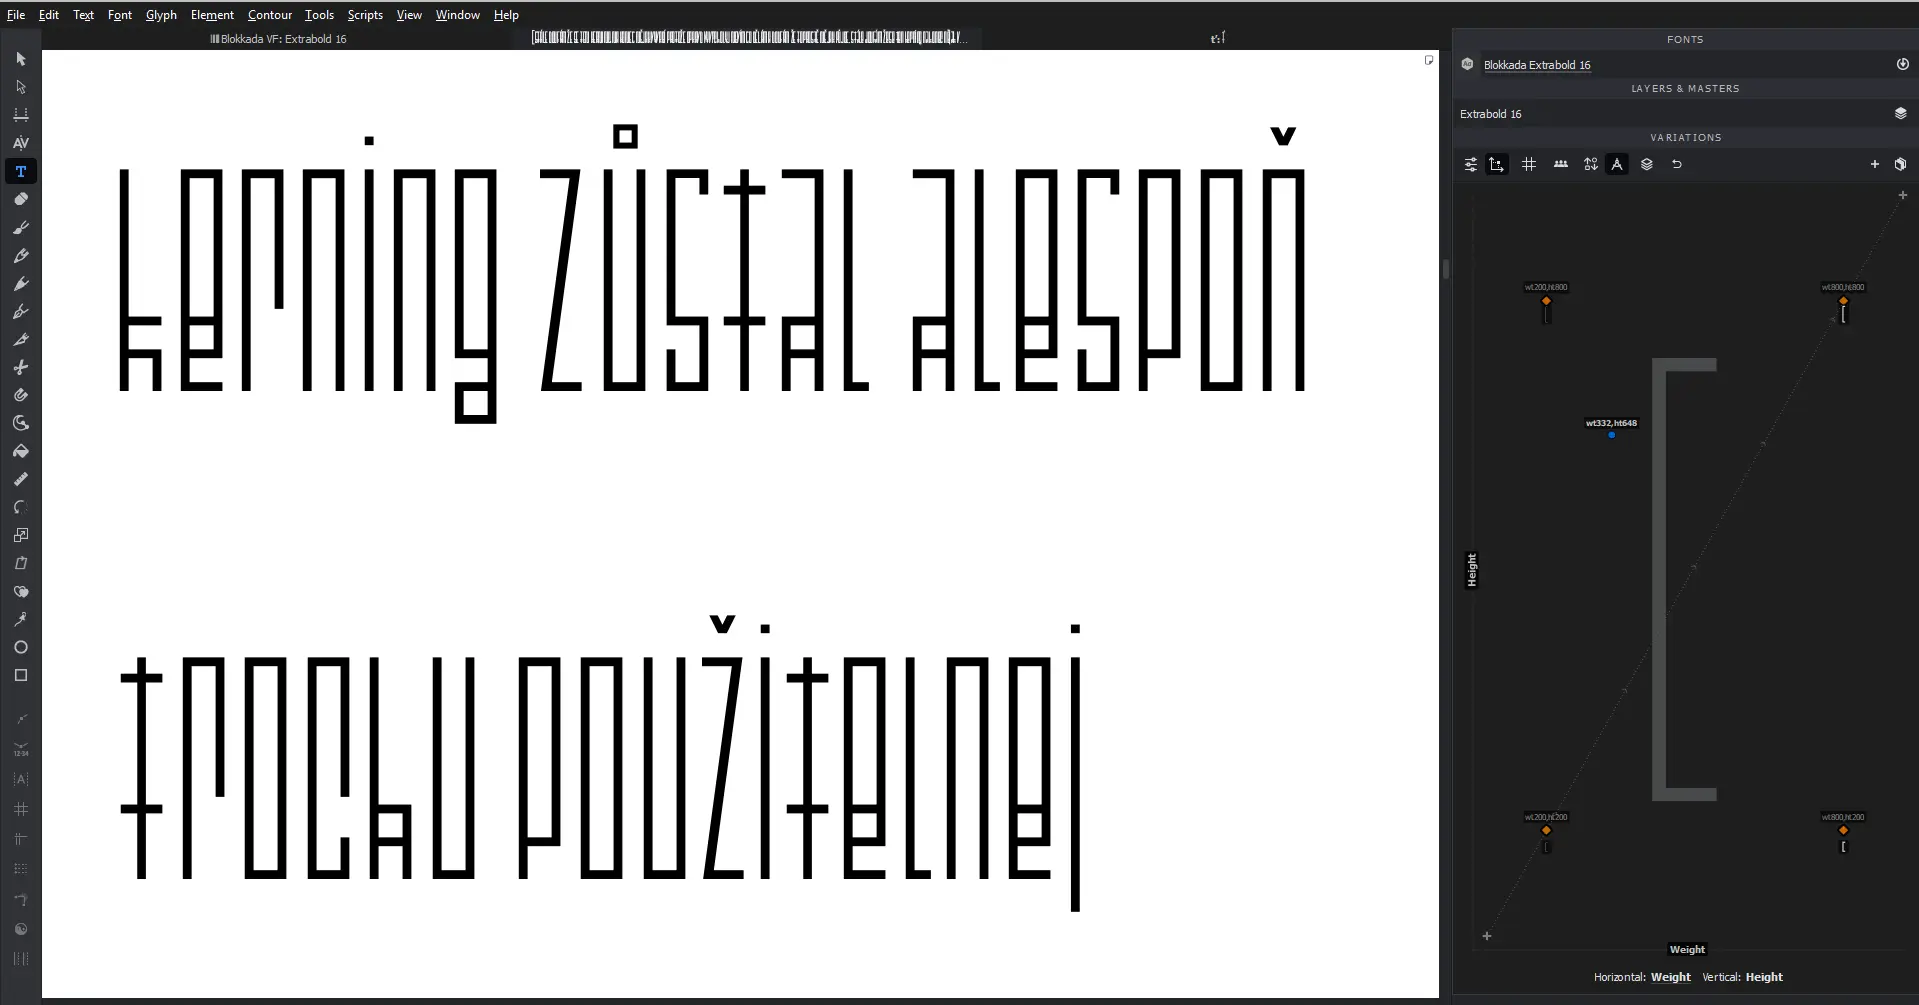 File Edit Text Font Glyph Element Contour Tools Scripts View Window Help
Blokkada VF: Extrabold 16
FONTS
Blokkada Extrabold 16
LAYERS & MASTERS
Extrabold 16
VARIATIONS
kerning zůstal alespoň
trochu použitelnej
wt200,ht800
wt800,ht800
wt332,ht648
Height
wt200,ht200
wt800,ht200
Weight
Horizontal: Weight Vertical: Height